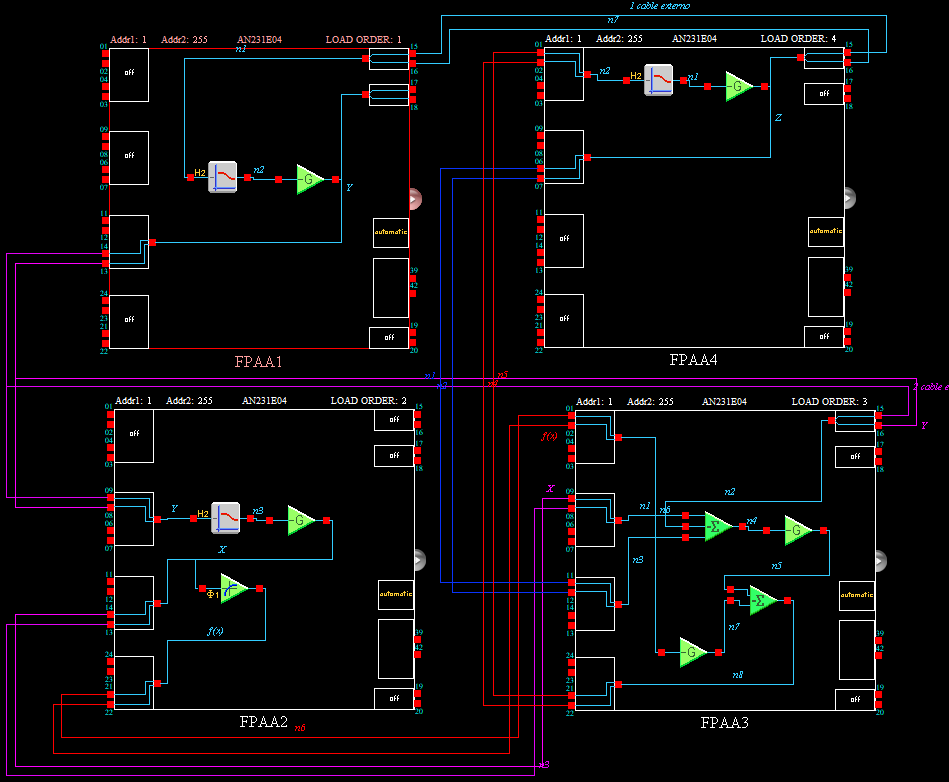 1 cable externo
n7
Addr1: 1 Addr2: 255 AN231E04 LOAD ORDER: 1
n1
01
02
04
03
off
15
16
17
18
09
08
06
07
off
H2
n2
G
Y
11
12
14
13
automatic
39
42
24
23
21
22
off
off
19
20
FPAA1
Addr1: 1 Addr2: 255 AN231E04 LOAD ORDER: 4
01
02
04
03
n2
H2
n1
G
15
16
off
17
18
Z
09
08
06
07
11
12
14
13
off
automatic
39
42
24
23
21
22
off
off
19
20
FPAA4
n5
2 cable e
Addr1: 1 Addr2: 255 AN231E04 LOAD ORDER: 2
01
02
04
03
off
off
15
16
off
17
18
09
08
06
07
Y
H2
n3
G
X
Φ1
11
12
14
13
automatic
f(x)
39
42
24
23
21
22
off
19
20
FPAA2
n6
n3
Addr1: 1 Addr2: 255 AN231E04 LOAD ORDER: 3
01
02
04
03
f(x)
15
16
Y
off
17
18
X
09
08
06
07
n1
n2
n6
Σ
n4
G
n3
n5
11
12
14
13
Σ
automatic
n7
G
39
42
n8
24
23
21
22
off
19
20
FPAA3